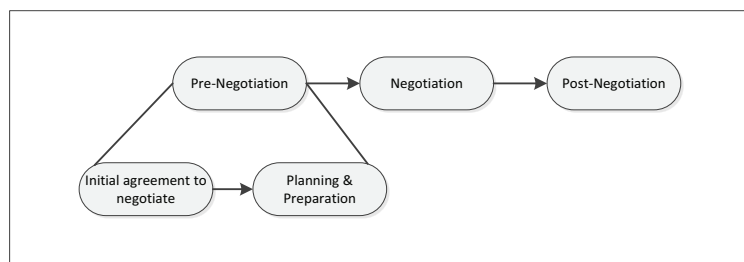 Pre-Negotiation
Negotiation
Post-Negotiation
Initial agreement to
negotiate
Planning &
Preparation